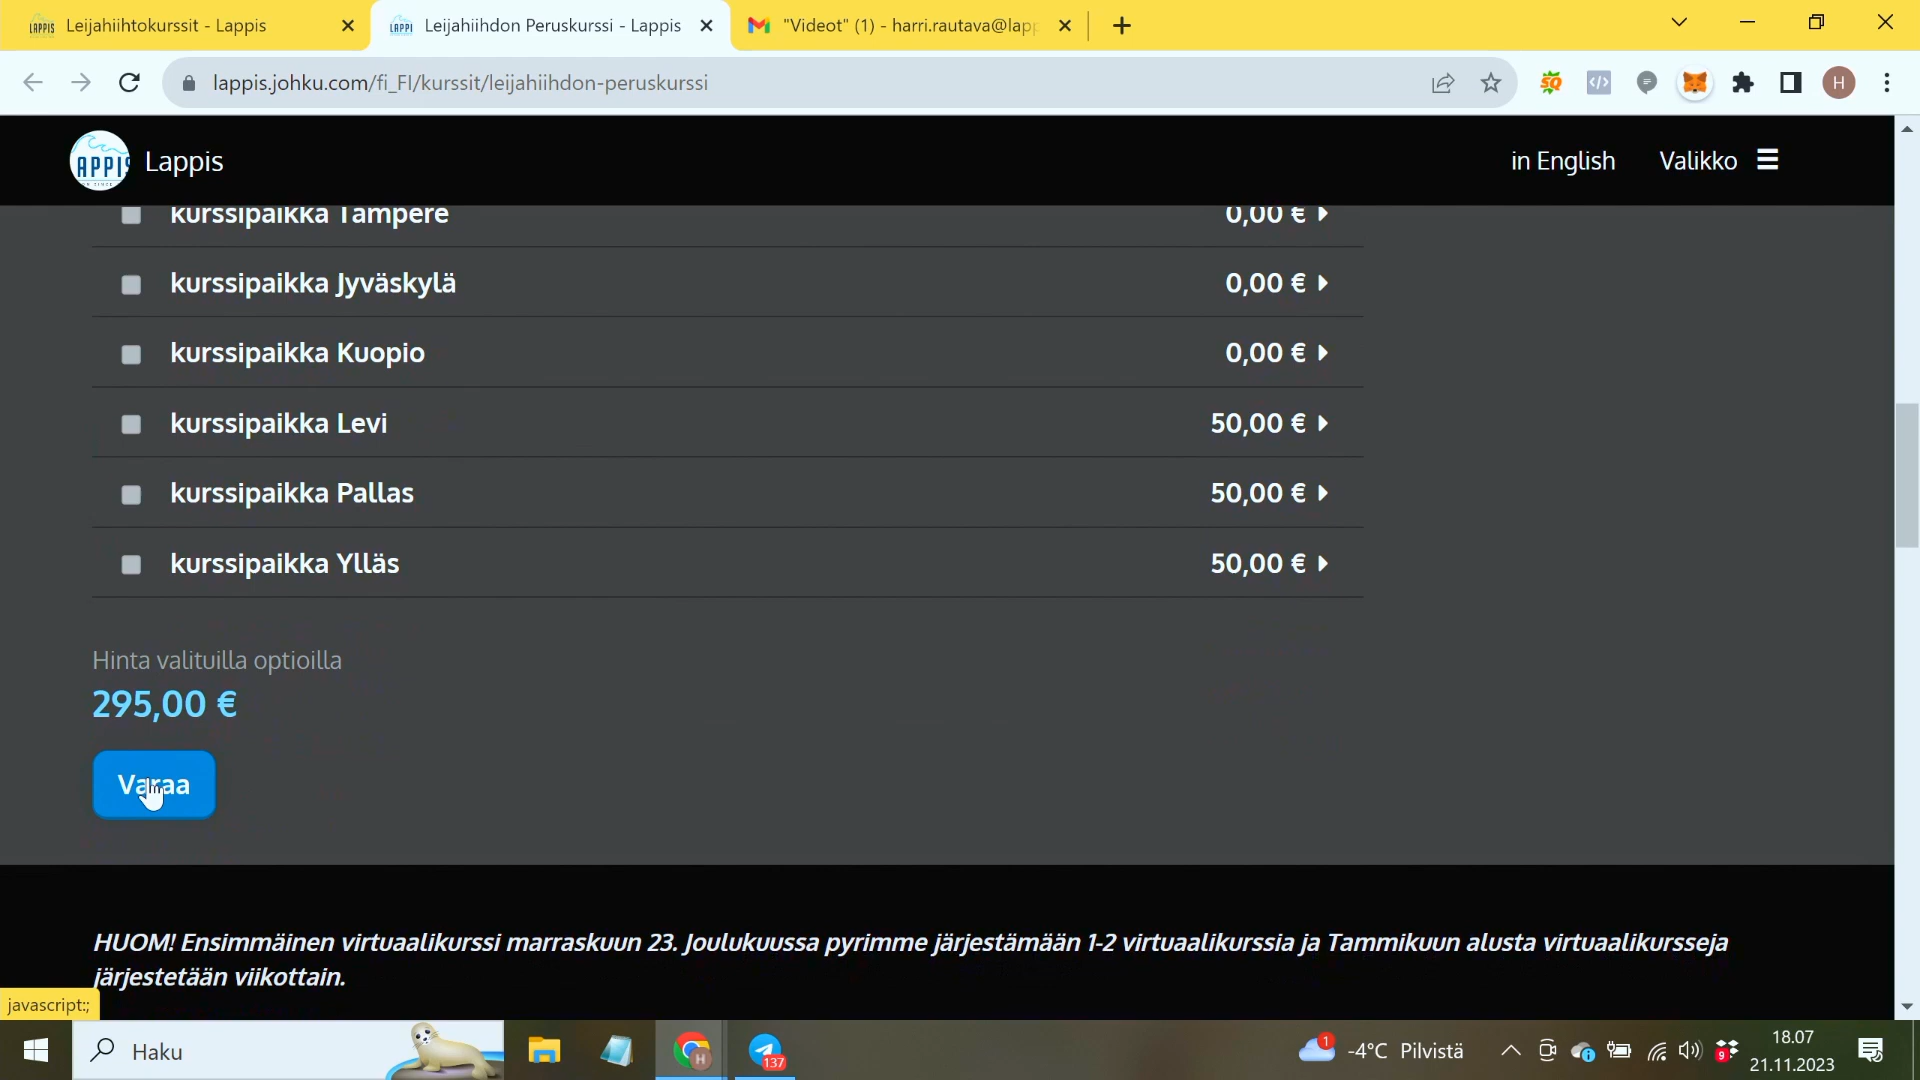 Leijahiihtokurssit - Lappis
Leijahiihdon Peruskurssi - Lappis
"Videot" (1) - harri.rautava@lapp
lappis.johku.com/fi_FI/kurssit/leijahiihdon-peruskurssi
H
APPIS
Lappis
in English
Valikko
kurssipaikka Tampere 0,00 €
kurssipaikka Jyväskylä 0,00 €
kurssipaikka Kuopio 0,00 €
kurssipaikka Levi 50,00 €
kurssipaikka Pallas 50,00 €
kurssipaikka Ylläs 50,00 €
Hinta valituilla optioilla
295,00 €
Varaa
HUOM! Ensimmäinen virtuaalikurssi marraskuun 23. Joulukuussa pyrimme järjestämään 1-2 virtuaalikurssia ja Tammikuun alusta virtuaalikursseja
järjestetään viikottain.
javascript:;
Haku
H
137
1
-4°C Pilvistä
9
18.07
21.11.2023